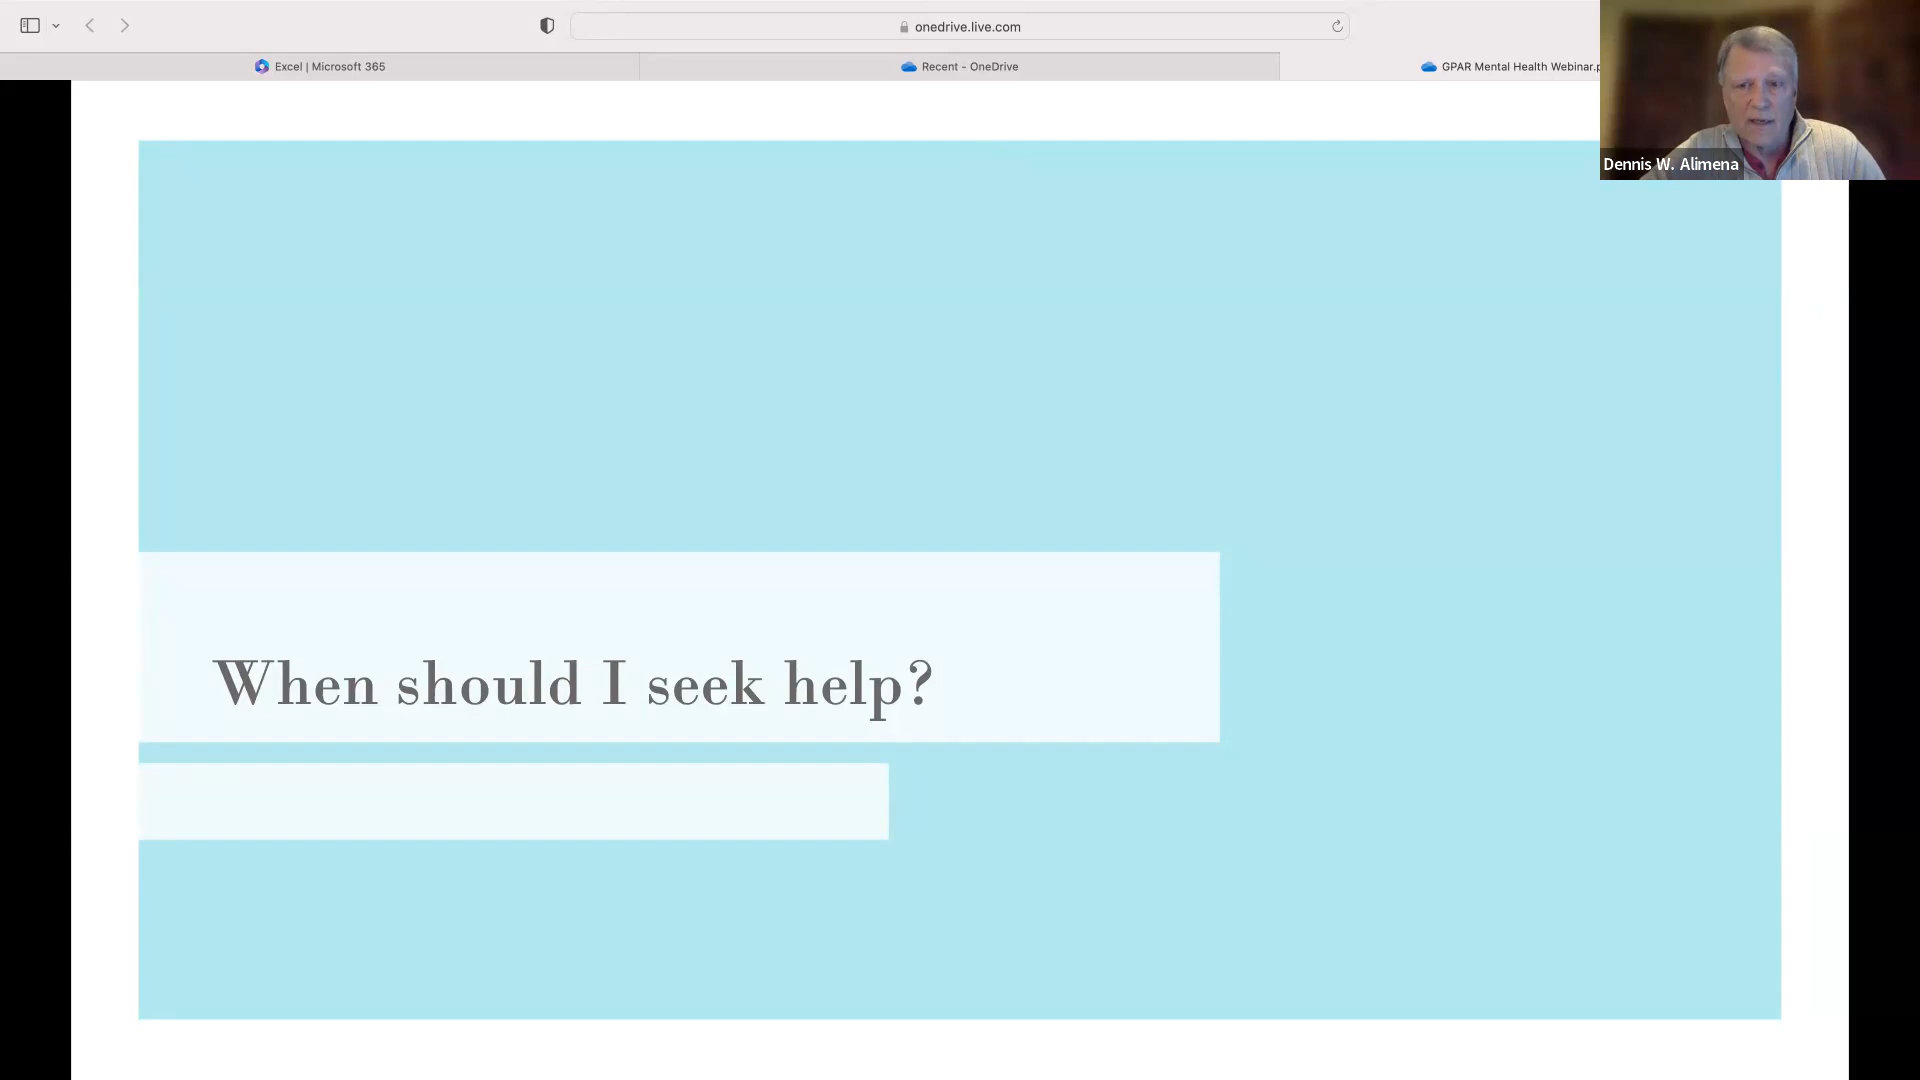 onedrive.live.com
Excel | Microsoft 365
Recent - OneDrive
GPAR Mental Health Webinar.p
Dennis W. Alimena
When should I seek help?